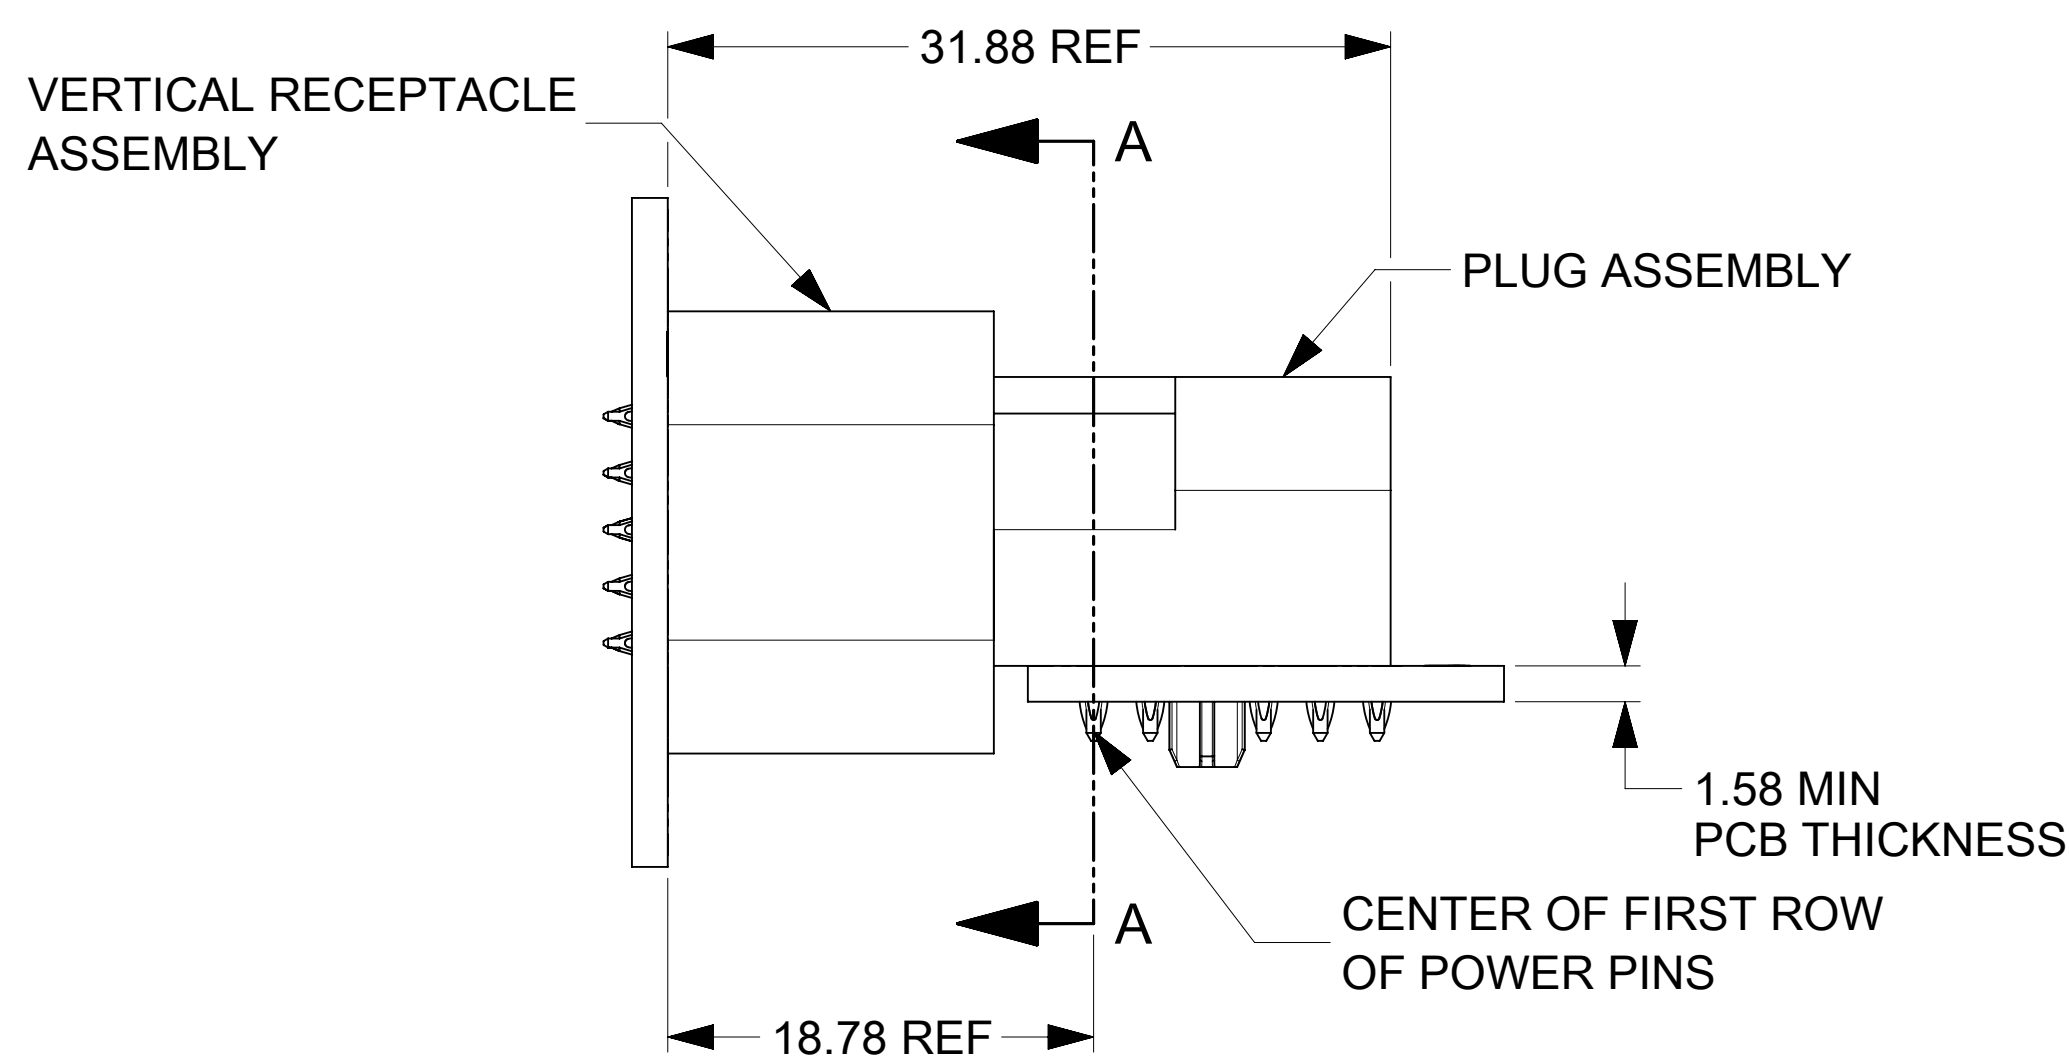 31.88 REF
VERTICAL RECEPTACLE
ASSEMBLY
A
PLUG ASSEMBLY
1.58 MIN
PCB THICKNESS
CENTER OF FIRST ROW
OF POWER PINS
A
18.78 REF